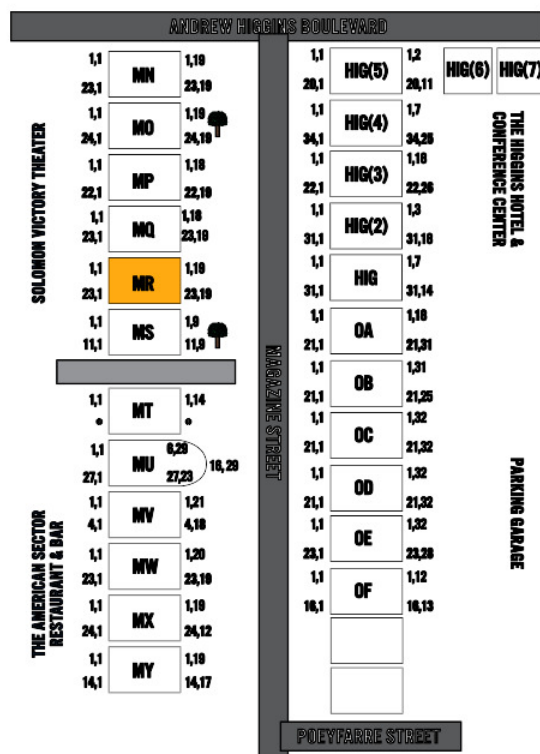 ANDREW HIGGINS BOULEVARD
SOLOMON VICTORY THEATER
1,1 1,19
MN
23,1 23,19
1,1 1,19
MO
24,1 24,19
1,1 1,18
MP
22,1 22,19
1,1 1,18
MQ
23,1 23,19
1,1 1,19
MR
23,1 23,19
1,1 1,9
MS
11,1 11,9
THE AMERICAN SECTOR
RESTAURANT & BAR
1,1 1,14
MT
1,1 6,29
MU 16,29
27,1 27,23
1,1 1,21
MV
4,1 4,18
1,1 1,20
MW
23,1 23,19
1,1 1,19
MX
24,1 24,12
1,1 1,19
MY
14,1 14,17
MAGAZINE STREET
1,1 1,2
HIG(5) HIG(6) HIG(7)
20,1 20,11
1,1 1,7
HIG(4)
34,1 34,25
1,1 1,18
HIG(3)
22,1 22,26
1,1 1,3
HIG(2)
31,1 31,16
1,1 1,7
HIG
31,1 31,14
1,1 1,18
OA
21,1 21,31
1,1 1,31
OB
21,1 21,25
1,1 1,32
OC
21,1 21,32
1,1 1,32
OD
21,1 21,32
1,1 1,32
OE
23,1 23,28
1,1 1,12
OF
16,1 16,13
THE HIGGINS HOTEL &
CONFERENCE CENTER
PARKING GARAGE
POEYFARRE STREET